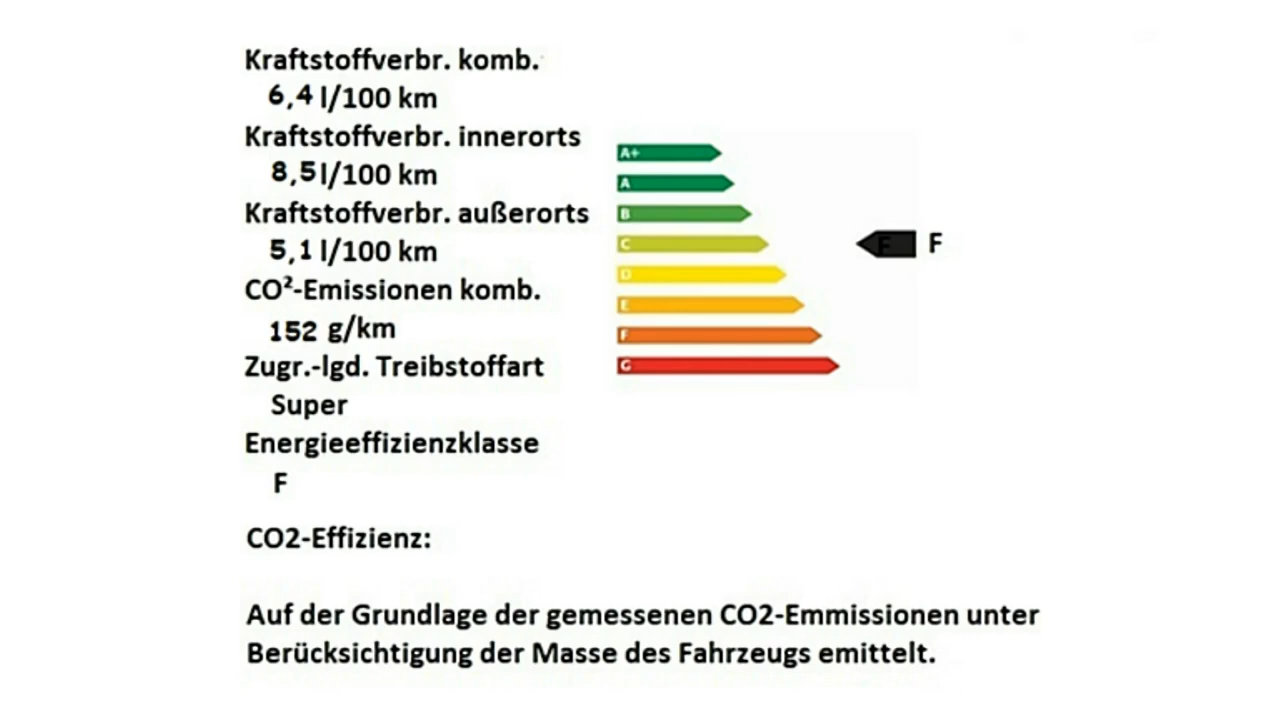 Kraftstoffverbr. komb.
6,4 l/100 km
Kraftstoffverbr. innerorts
8,5 l/100 km
Kraftstoffverbr. außerorts
5,1 l/100 km
CO²-Emissionen komb.
152 g/km
Zugr.-lgd. Treibstoffart
Super
Energieeffizienzklasse
F
A+
A
B
C
D
E
F
G
F F
CO2-Effizienz:
Auf der Grundlage der gemessenen CO2-Emmissionen unter
Berücksichtigung der Masse des Fahrzeugs emittelt.